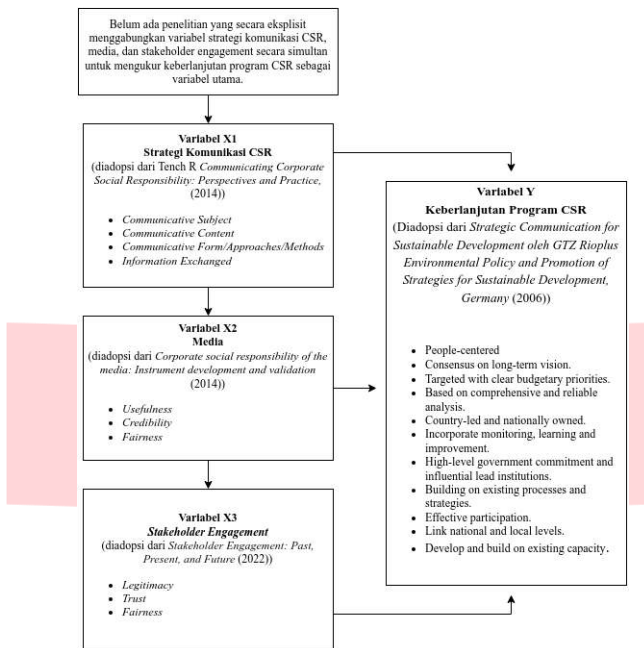 Belum ada penelitian yang secara eksplisit
menggabungkan variabel strategi komunikasi CSR,
media, dan stakeholder engagement secara simultan
untuk mengukur keberlanjutan program CSR sebagai
variabel utama.
Variabel X1
Strategi Komunikasi CSR
(diadopsi dari Tench R Communicating Corporate
Social Responsibility: Perspectives and Practice,
(2014))
• Communicative Subject
• Communicative Content
• Communicative Form/Approaches/Methods
• Information Exchanged
Variabel X2
Media
(diadopsi dari Corporate social responsibility of the
media: Instrument development and validation
(2014))
• Usefulness
• Credibility
• Fairness
Variabel X3
Stakeholder Engagement
(diadopsi dari Stakeholder Engagement: Past,
Present, and Future (2022))
• Legitimacy
• Trust
• Fairness
Variabel Y
Keberlanjutan Program CSR
(Diadopsi dari Strategic Communication for
Sustainable Development oleh GTZ Rioplus
Environmental Policy and Promotion of
Strategies for Sustainable Development,
Germany (2006))
• People-centered
• Consensus on long-term vision.
• Targeted with clear budgetary priorities.
• Based on comprehensive and reliable
analysis.
• Country-led and nationally owned.
• Incorporate monitoring, learning and
improvement.
• High-level government commitment and
influential lead institutions.
• Building on existing processes and
strategies.
• Effective participation.
• Link national and local levels.
• Develop and build on existing capacity.